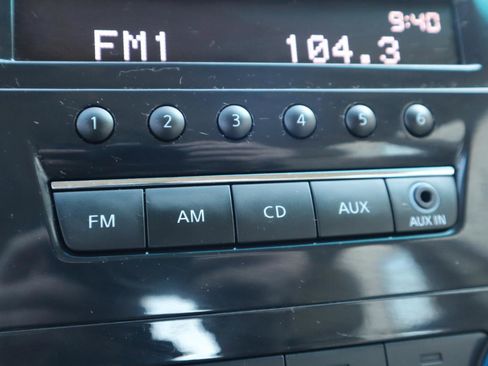 9:40
FM1 104.3
1 2 3 4 5 6
FM AM CD AUX AUX IN